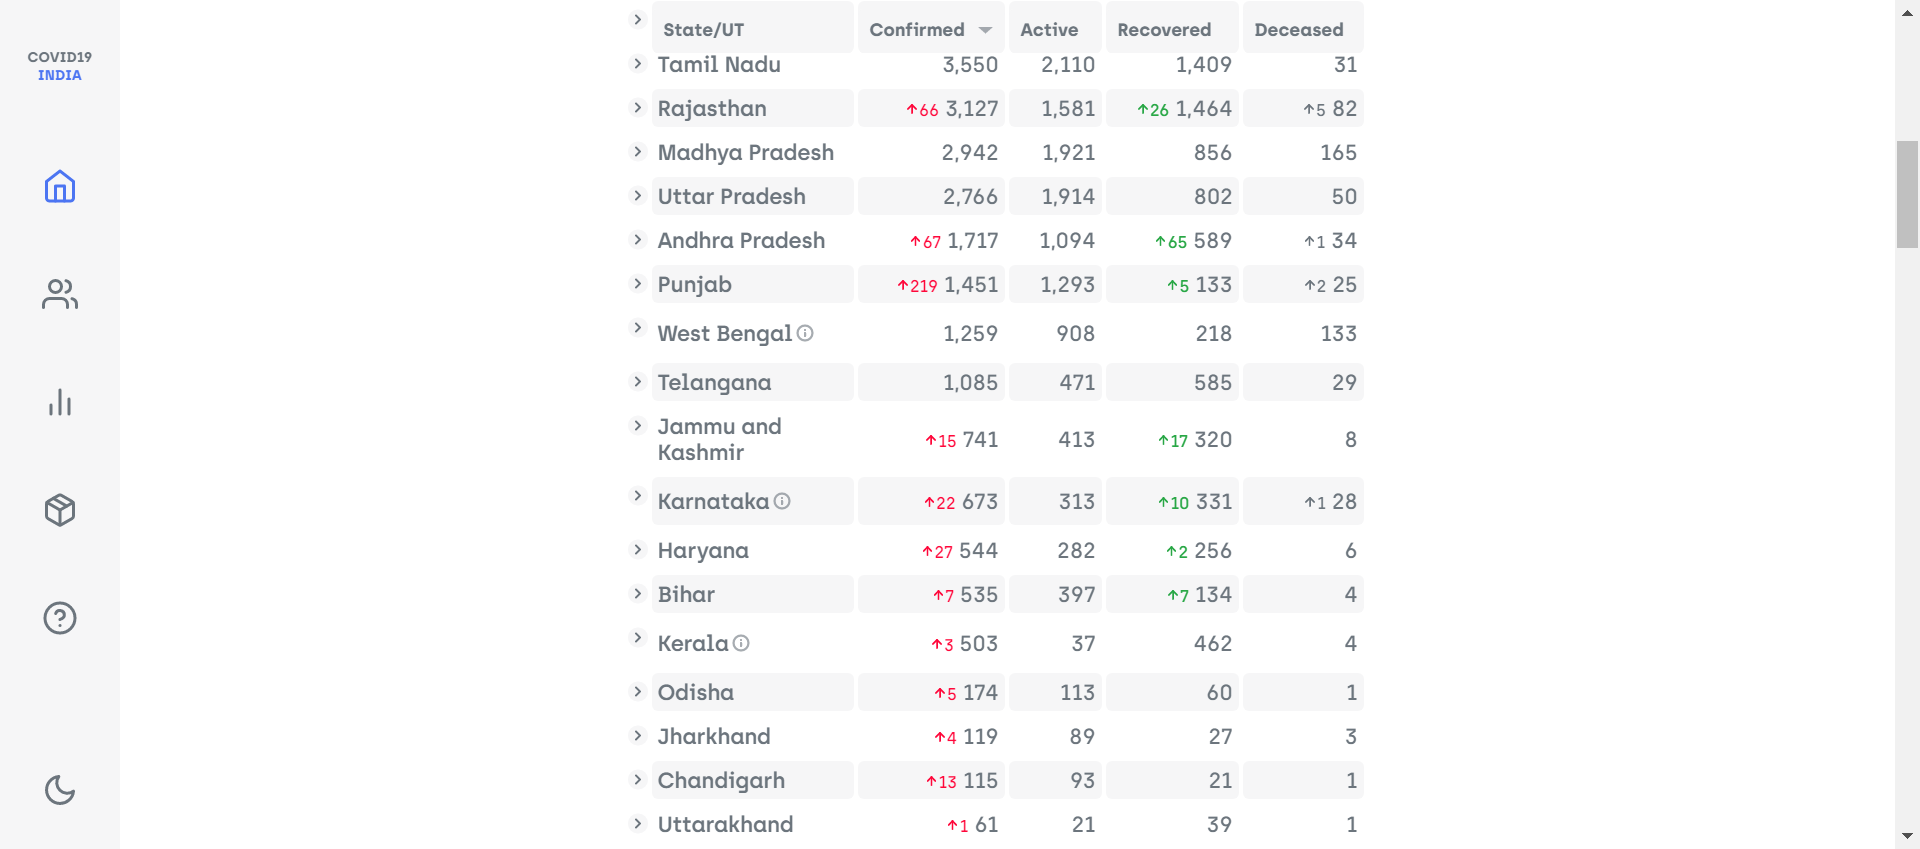 COVID19
INDIA
State/UT Confirmed Active Recovered Deceased
Tamil Nadu 3,550 2,110 1,409 31
Rajasthan ↑66 3,127 1,581 ↑26 1,464 ↑5 82
Madhya Pradesh 2,942 1,921 856 165
Uttar Pradesh 2,766 1,914 802 50
Andhra Pradesh ↑67 1,717 1,094 ↑65 589 ↑1 34
Punjab ↑219 1,451 1,293 ↑5 133 ↑2 25
West Bengal 1,259 908 218 133
Telangana 1,085 471 585 29
Jammu and
Kashmir ↑15 741 413 ↑17 320 8
Karnataka ↑22 673 313 ↑10 331 ↑1 28
Haryana ↑27 544 282 ↑2 256 6
Bihar ↑7 535 397 ↑7 134 4
Kerala ↑3 503 37 462 4
Odisha ↑5 174 113 60 1
Jharkhand ↑4 119 89 27 3
Chandigarh ↑13 115 93 21 1
Uttarakhand ↑1 61 21 39 1